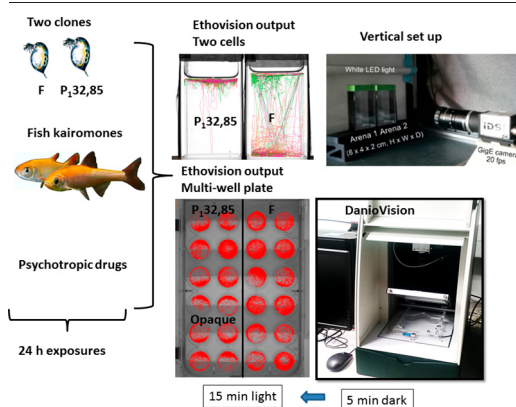 Two clones
F P₁32,85
Fish kairomones
Psychotropic drugs
24 h exposures
Ethovision output
Two cells
P₁32,85 F
Vertical set up
White LED light
Arena 1 Arena 2
(8 x 4 x 2 cm, H x W x D)
iDS
GigE camera
20 fps
Ethovision output
Multi-well plate
P₁32,85 F
Opaque
DanioVision
15 min light
5 min dark